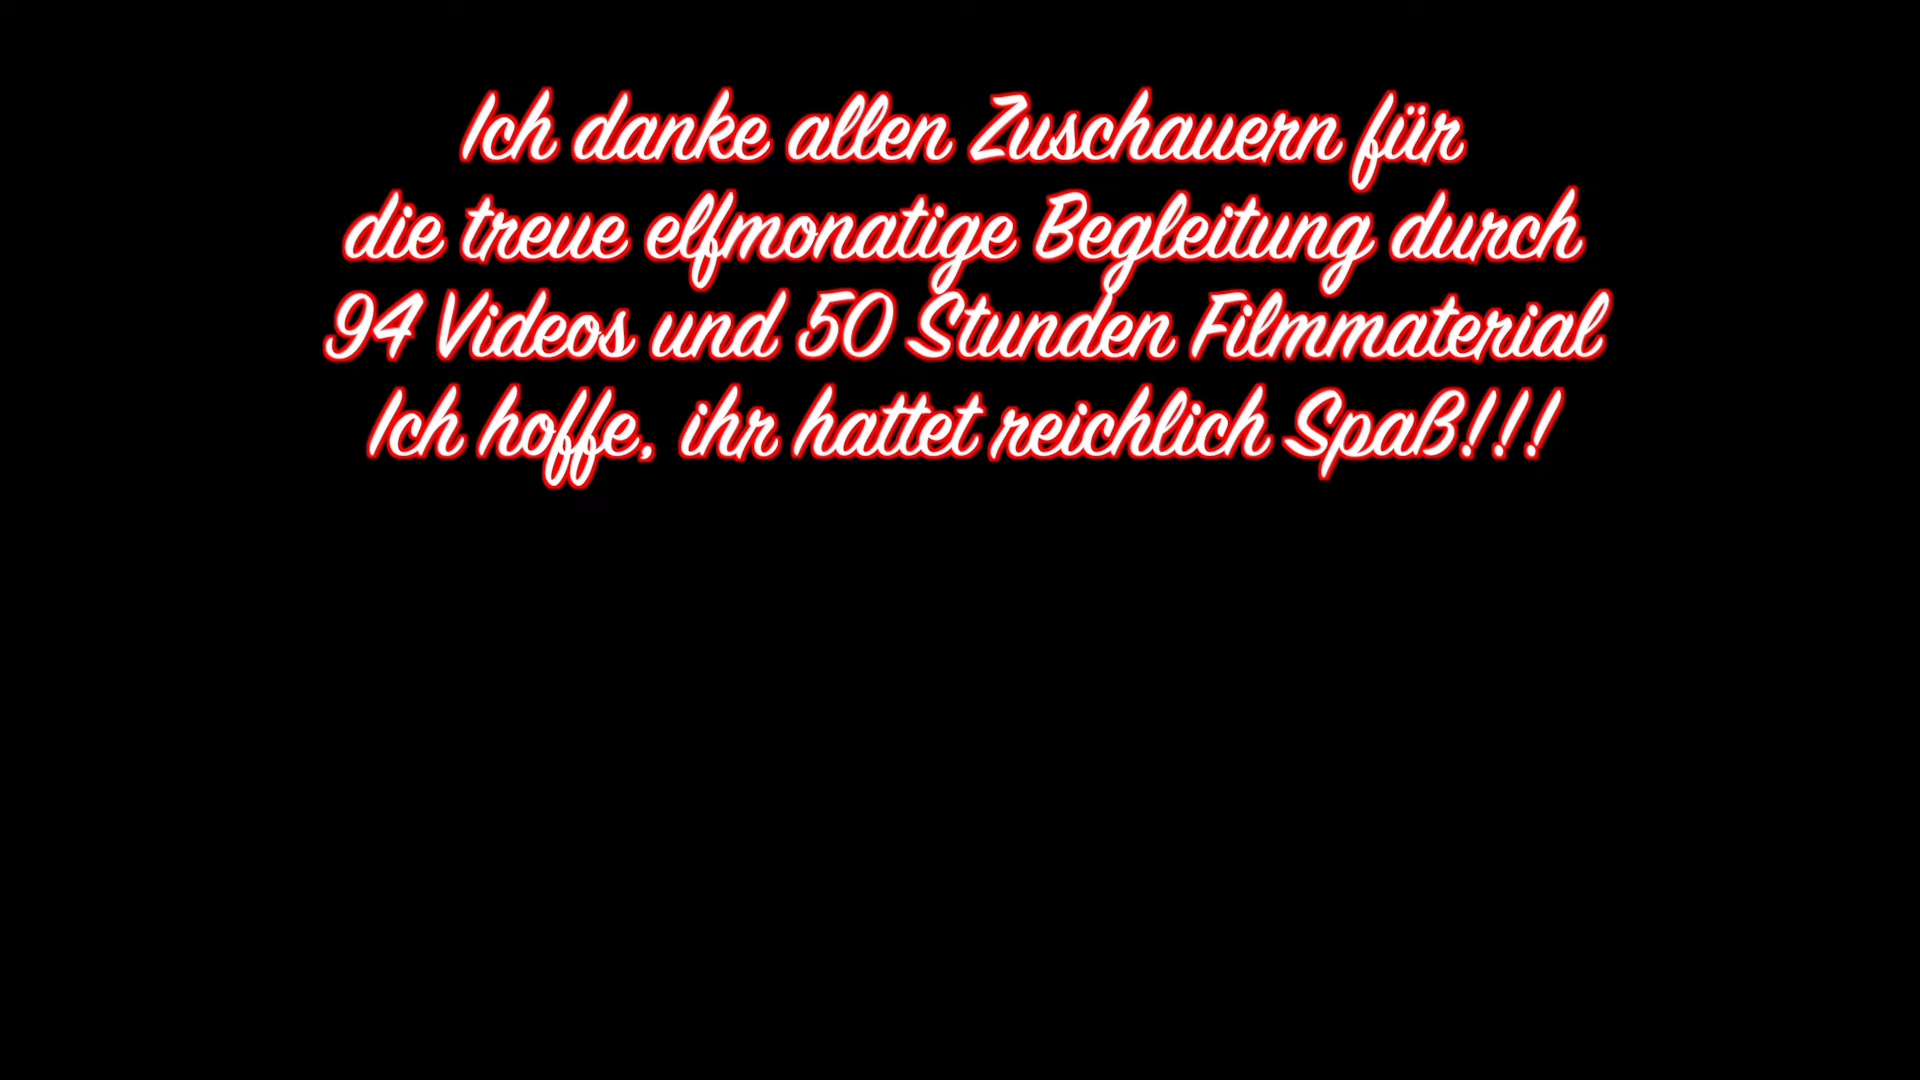 Ich danke allen Zuschauern für
die treue elfmonatige Begleitung durch
94 Videos und 50 Stunden Filmmaterial
Ich hoffe, ihr hattet reichlich Spaß!!!